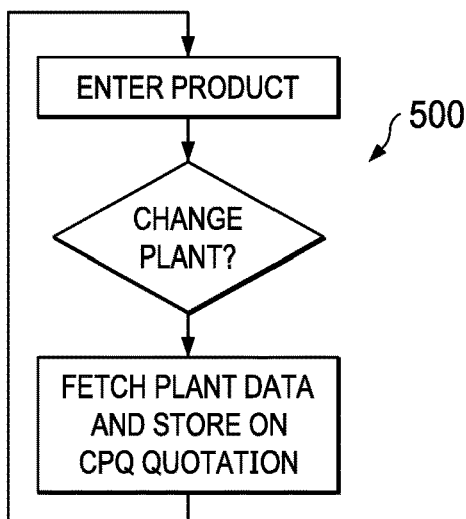 ENTER PRODUCT
500
CHANGE
PLANT?
FETCH PLANT DATA
AND STORE ON
CPQ QUOTATION